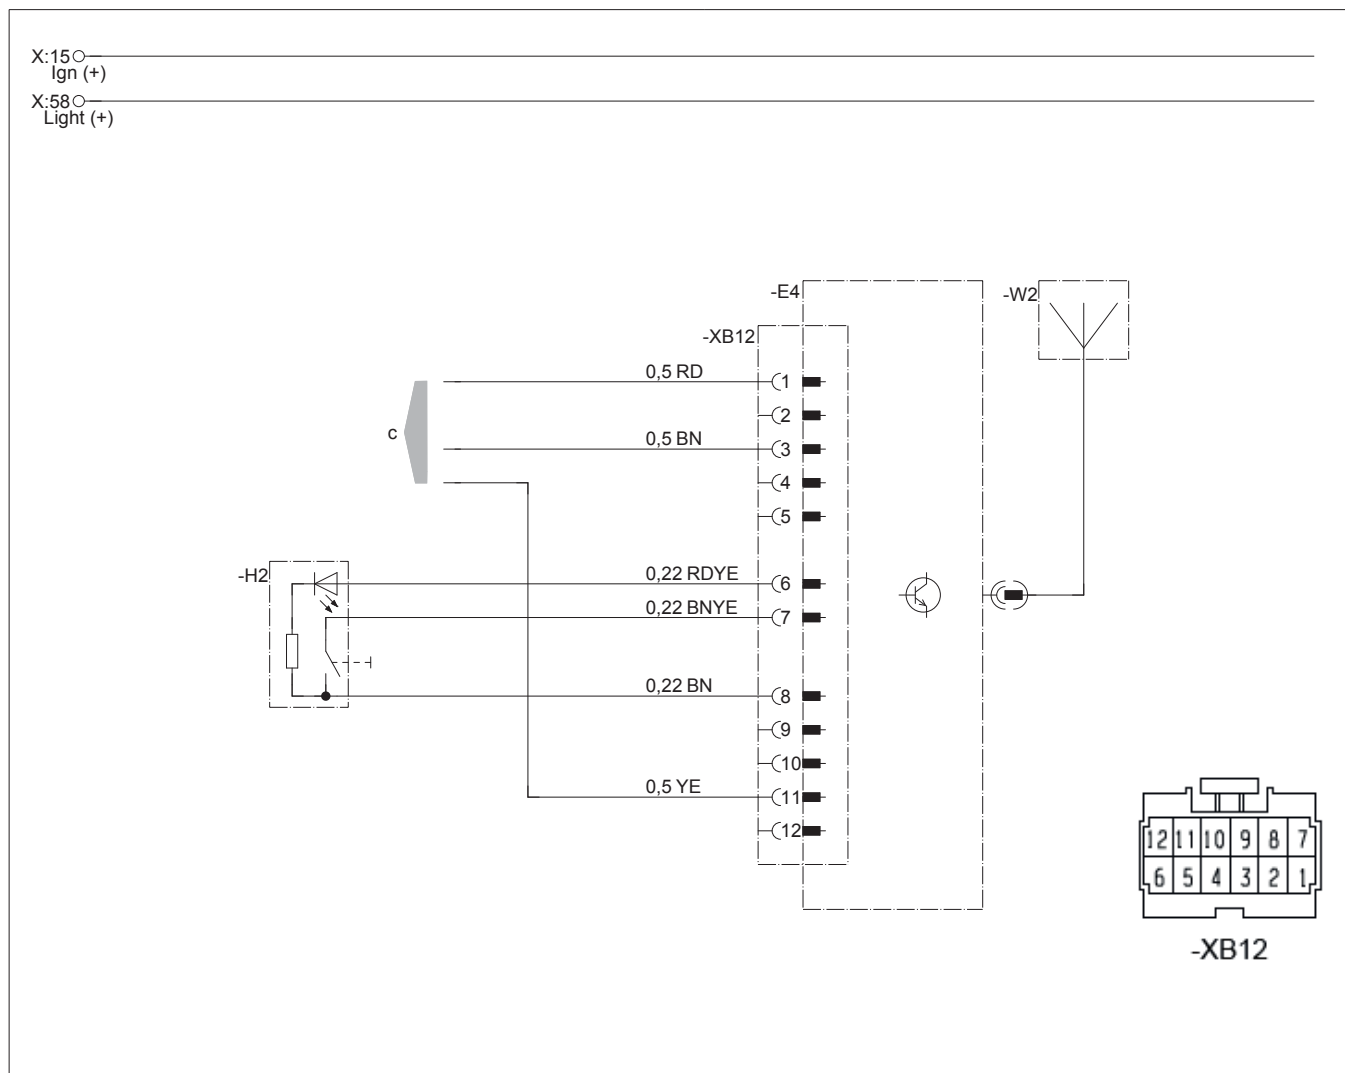 X:15
Ign (+)
X:58
Light (+)
-E4
-W2
-XB12
0,5 RD
1
2
c
0,5 BN
3
4
5
-H2
0,22 RDYE
6
0,22 BNYE
7
0,22 BN
8
9
10
0,5 YE
11
12
12 11 10 9 8 7
6 5 4 3 2 1
-XB12